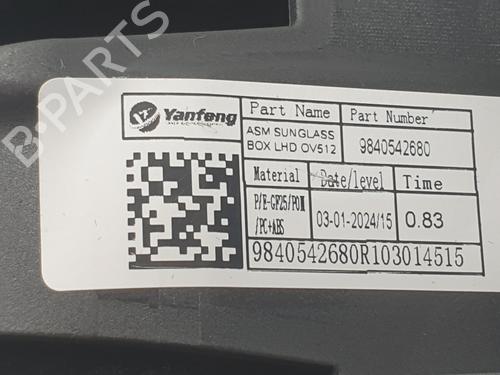 B-PARTS
Yanfeng
Part Name
Part Number
ASM SUNGLASS
BOX LHD OV512
9840542680
Material
Date/level
Time
P/E-GF25/POM
/PC+ABS
03-01-2024/15
0.83
9840542680R103014515